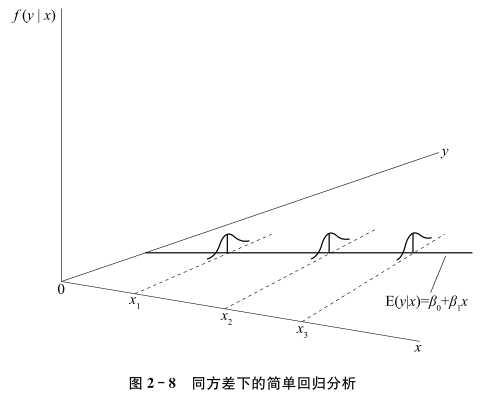 f (y | x)
y
0
x₁
x₂
x₃
E(y|x)=β₀+β₁x
x
图 2-8 同方差下的简单回归分析